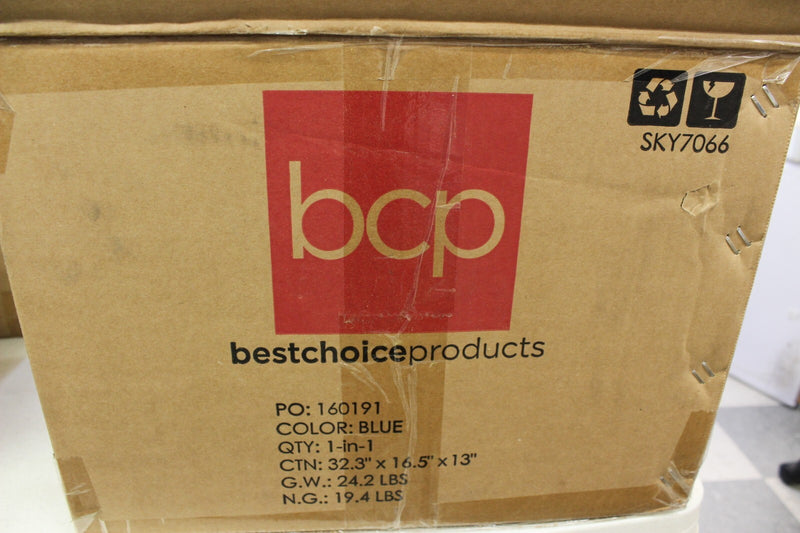 SKY7066
bcp
bestchoiceproducts
PO: 160191
COLOR: BLUE
QTY: 1-in-1
CTN: 32.3" x 16.5" x 13"
G.W.: 24.2 LBS
N.G.: 19.4 LBS